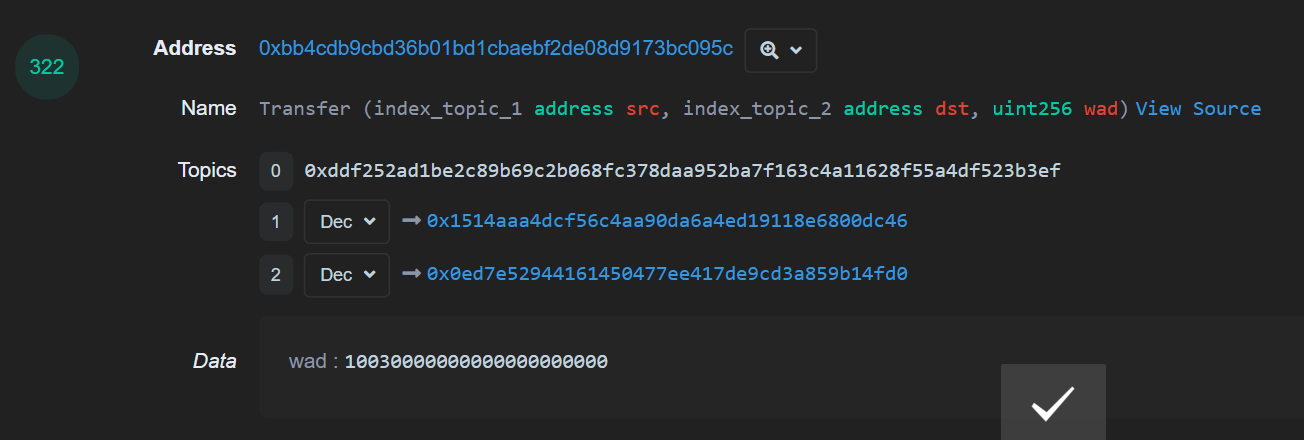 322
Address 0xbb4cdb9cbd36b01bd1cbaebf2de08d9173bc095c
Name Transfer (index_topic_1 address src, index_topic_2 address dst, uint256 wad) View Source
Topics 0 0xddf252ad1be2c89b69c2b068fc378daa952ba7f163c4a11628f55a4df523b3ef
1 Dec 0x1514aaa4dcf56c4aa90da6a4ed19118e6800dc46
2 Dec 0x0ed7e52944161450477ee417de9cd3a859b14fd0
Data wad : 10030000000000000000000